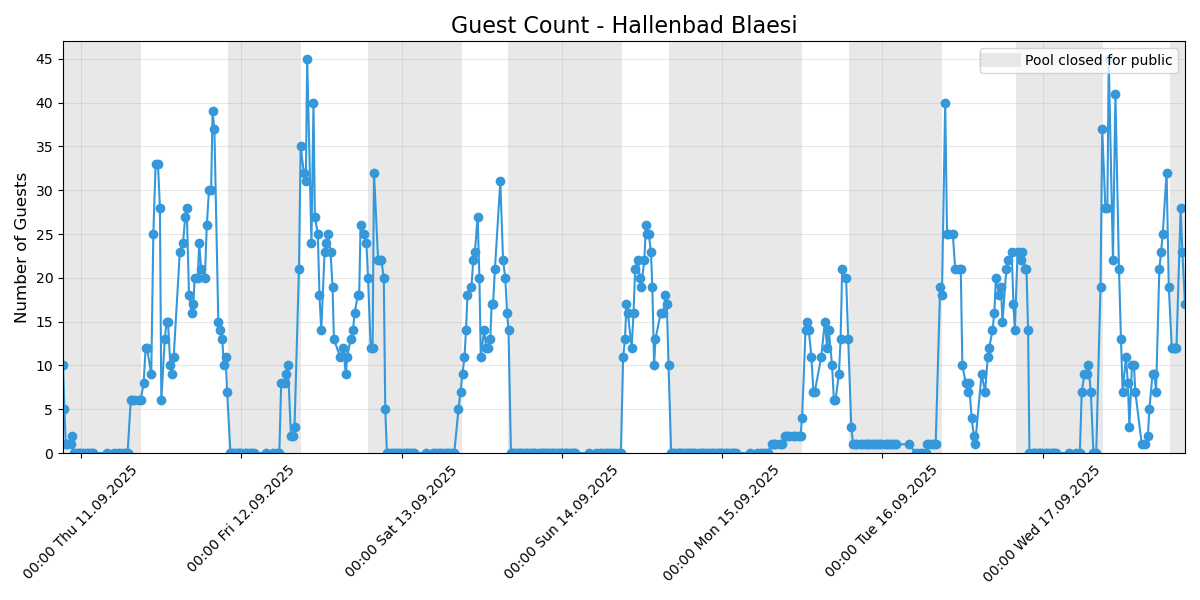 Guest Count - Hallenbad Blaesi
Pool closed for public
Number of Guests
45
40
35
30
25
20
15
10
5
0
00:00 Thu 11.09.2025
00:00 Fri 12.09.2025
00:00 Sat 13.09.2025
00:00 Sun 14.09.2025
00:00 Mon 15.09.2025
00:00 Tue 16.09.2025
00:00 Wed 17.09.2025